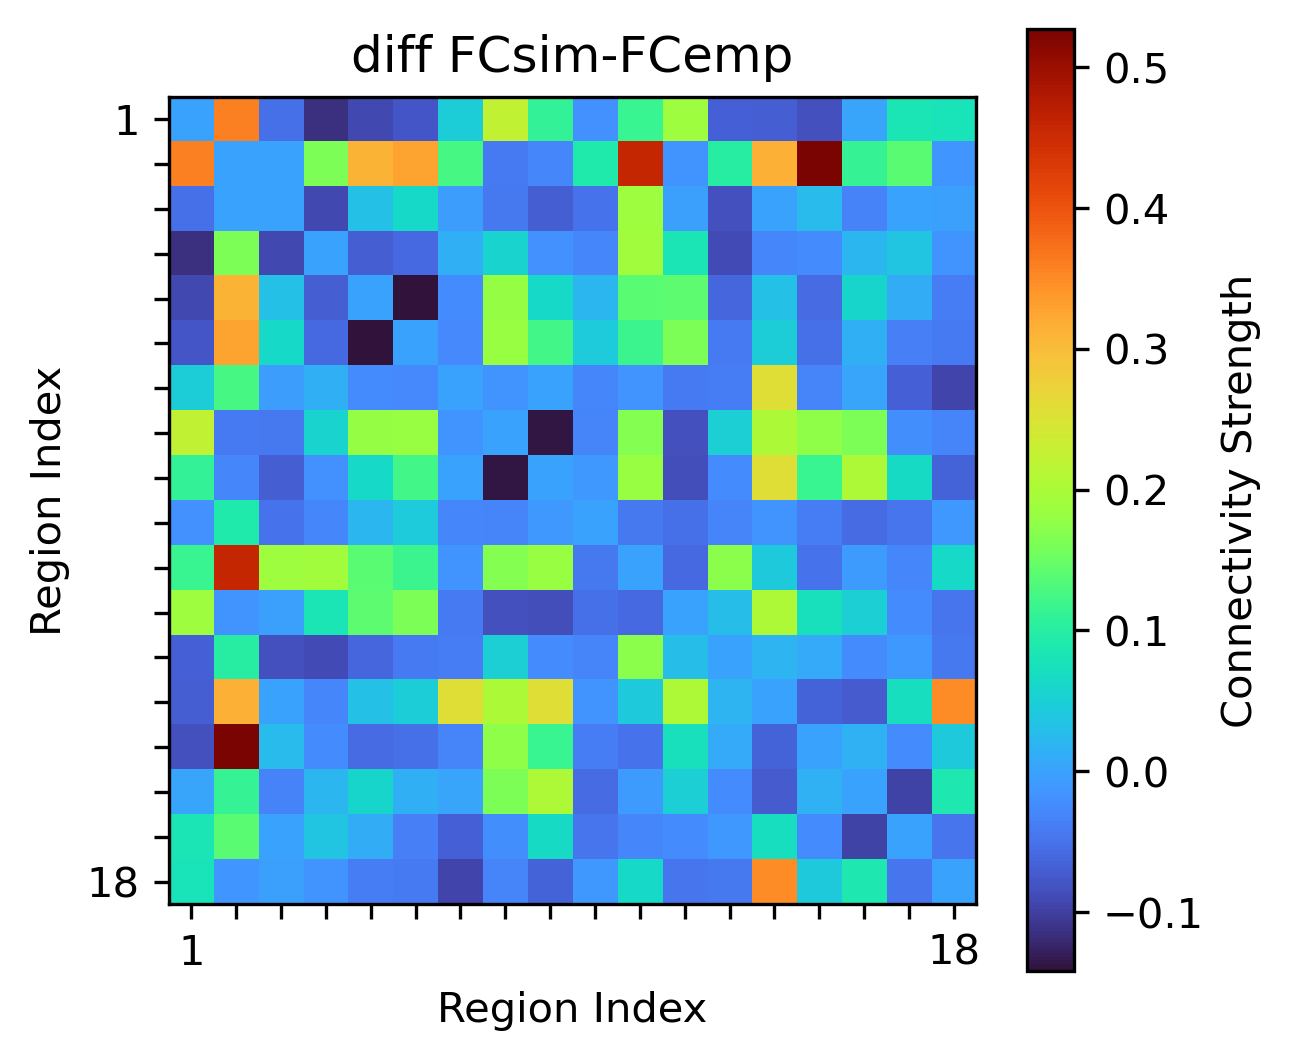 diff FCsim-FCemp
1
18
1
18
Region Index
Region Index
0.5
0.4
0.3
0.2
0.1
0.0
−0.1
Connectivity Strength